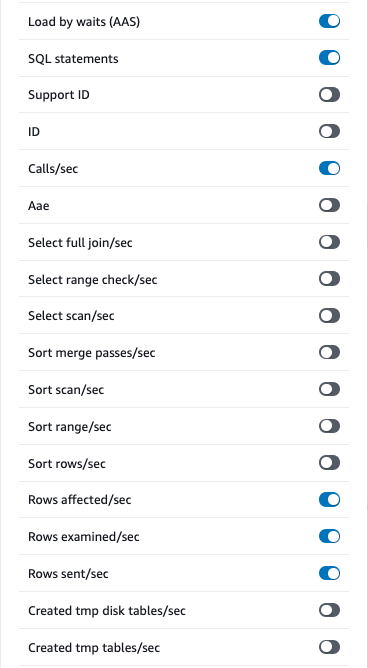 Load by waits (AAS)
SQL statements
Support ID
ID
Calls/sec
Aae
Select full join/sec
Select range check/sec
Select scan/sec
Sort merge passes/sec
Sort scan/sec
Sort range/sec
Sort rows/sec
Rows affected/sec
Rows examined/sec
Rows sent/sec
Created tmp disk tables/sec
Created tmp tables/sec